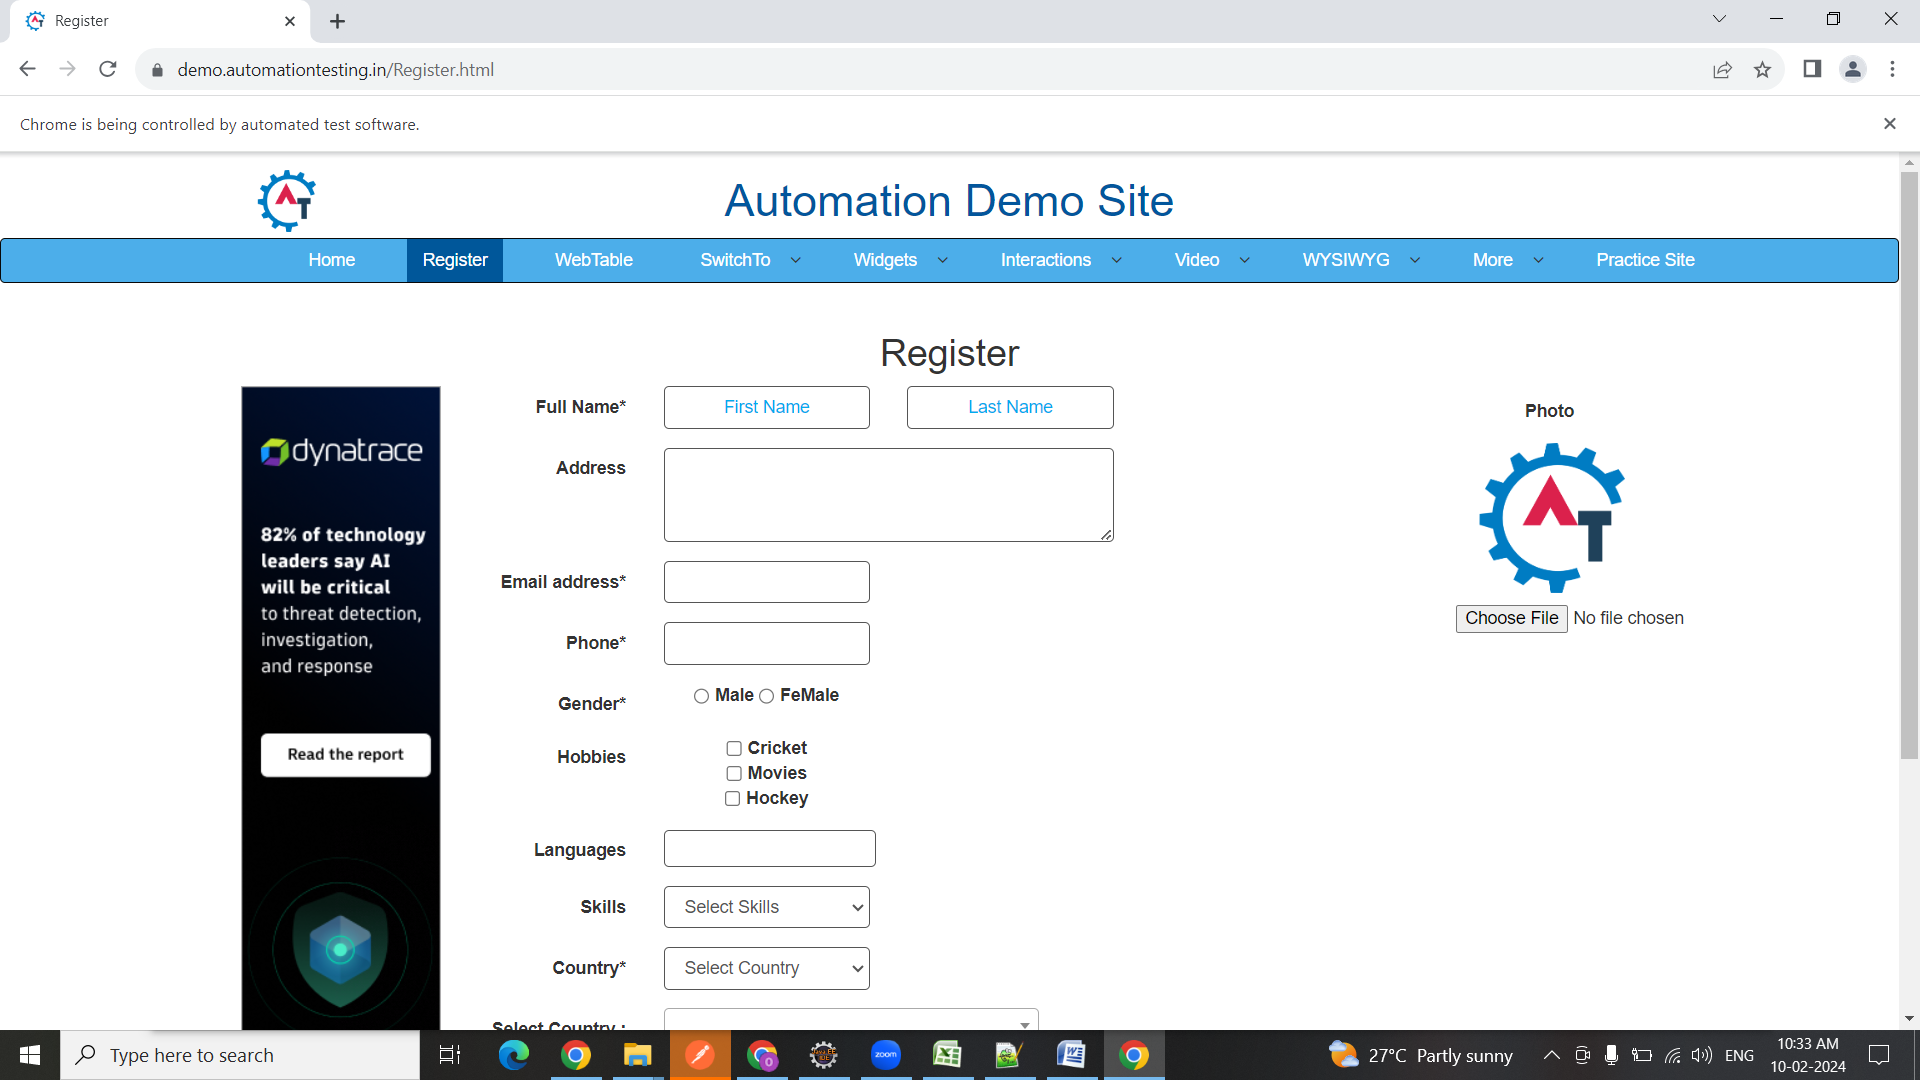 Register
demo.automationtesting.in/Register.html
Chrome is being controlled by automated test software.
AT
Automation Demo Site
Home Register WebTable SwitchTo Widgets Interactions Video WYSIWYG More Practice Site
Register
dynatrace
82% of technology
leaders say AI
will be critical
to threat detection,
investigation,
and response
Read the report
Full Name* First Name Last Name
Address
Email address*
Phone*
Gender* Male FeMale
Hobbies Cricket
Movies
Hockey
Languages
Skills Select Skills
Country* Select Country
Select Country :
Photo
AT
Choose File No file chosen
Type here to search
zoom
27°C Partly sunny
ENG
10:33 AM
10-02-2024